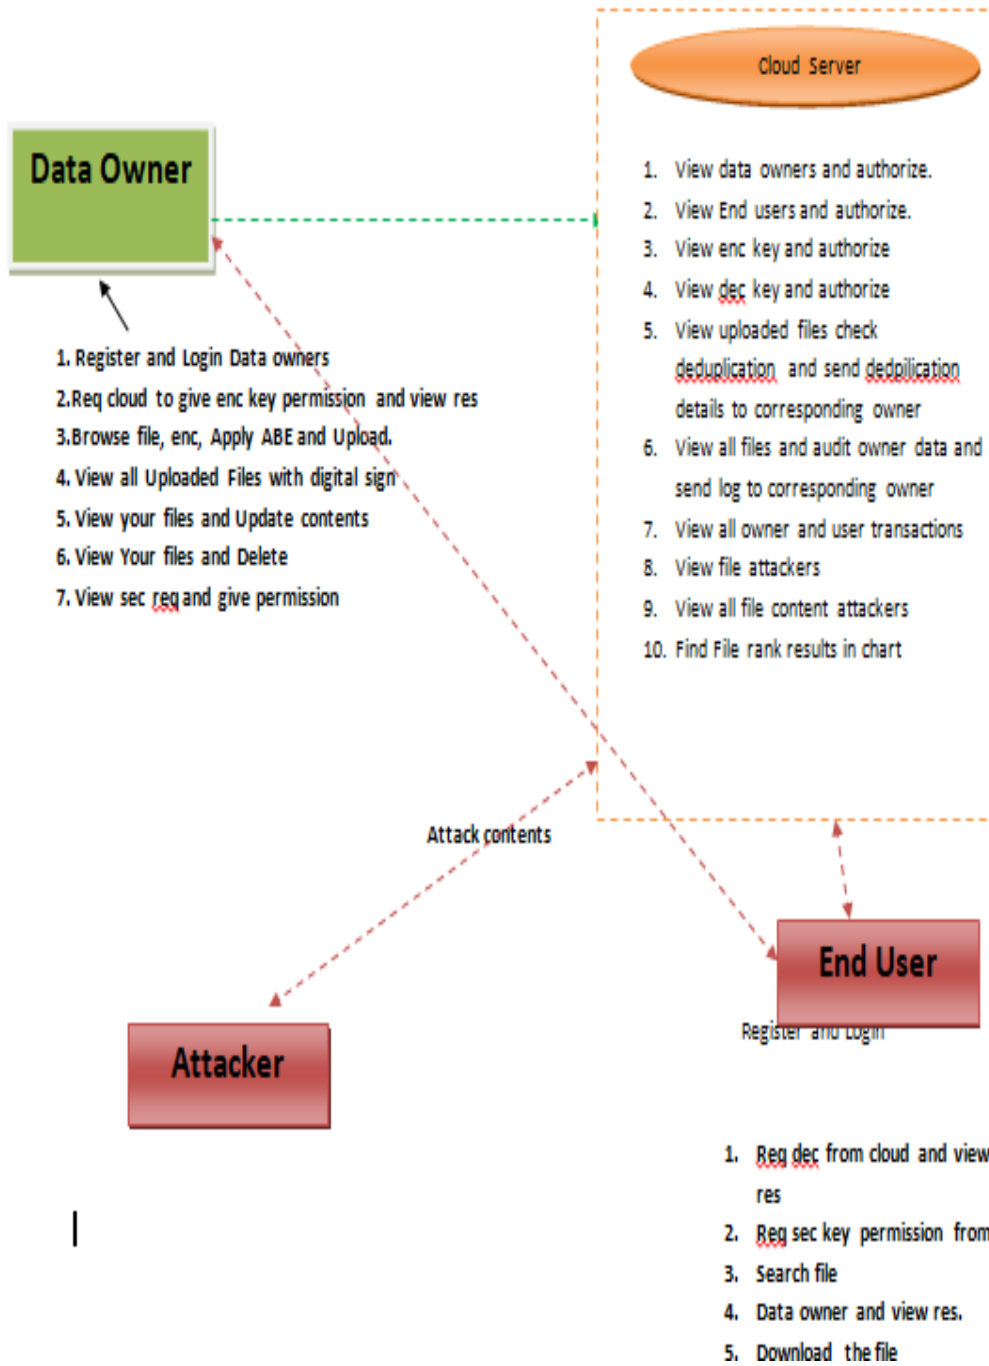 Cloud Server
Data Owner
1. View data owners and authorize.
2. View End users and authorize.
3. View enc key and authorize
4. View dec key and authorize
5. View uploaded files check
deduplication and send dedpilication
details to corresponding owner
6. View all files and audit owner data and
send log to corresponding owner
7. View all owner and user transactions
8. View file attackers
9. View all file content attackers
10. Find File rank results in chart
1. Register and Login Data owners
2.Req cloud to give enc key permission and view res
3.Browse file, enc, Apply ABE and Upload.
4. View all Uploaded Files with digital sign
5. View your files and Update contents
6. View Your files and Delete
7. View sec req and give permission
Attack contents
End User
Register and Login
Attacker
1. Req dec from cloud and view
res
2. Req sec key permission from
3. Search file
4. Data owner and view res.
5. Download the file